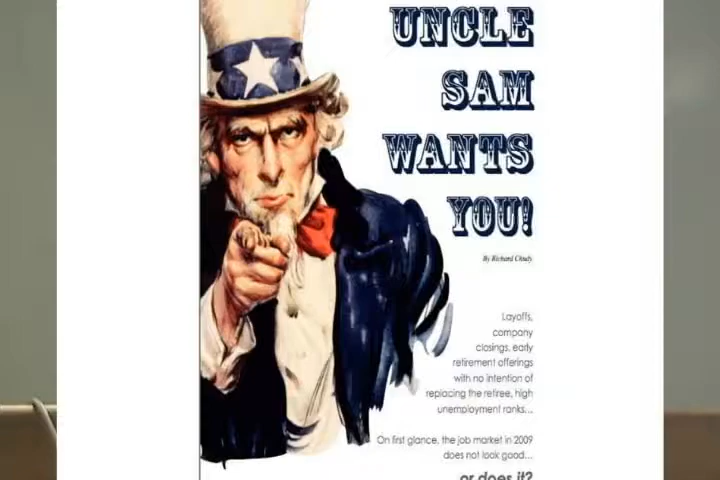 UNCLE
SAM
WANTS
YOU!
By Richard Chudy
Layoffs,
company
closings, early
retirement offerings
with no intention of
replacing the retiree, high
unemployment ranks...
On first glance, the job market in 2009
does not look good...
or does it?